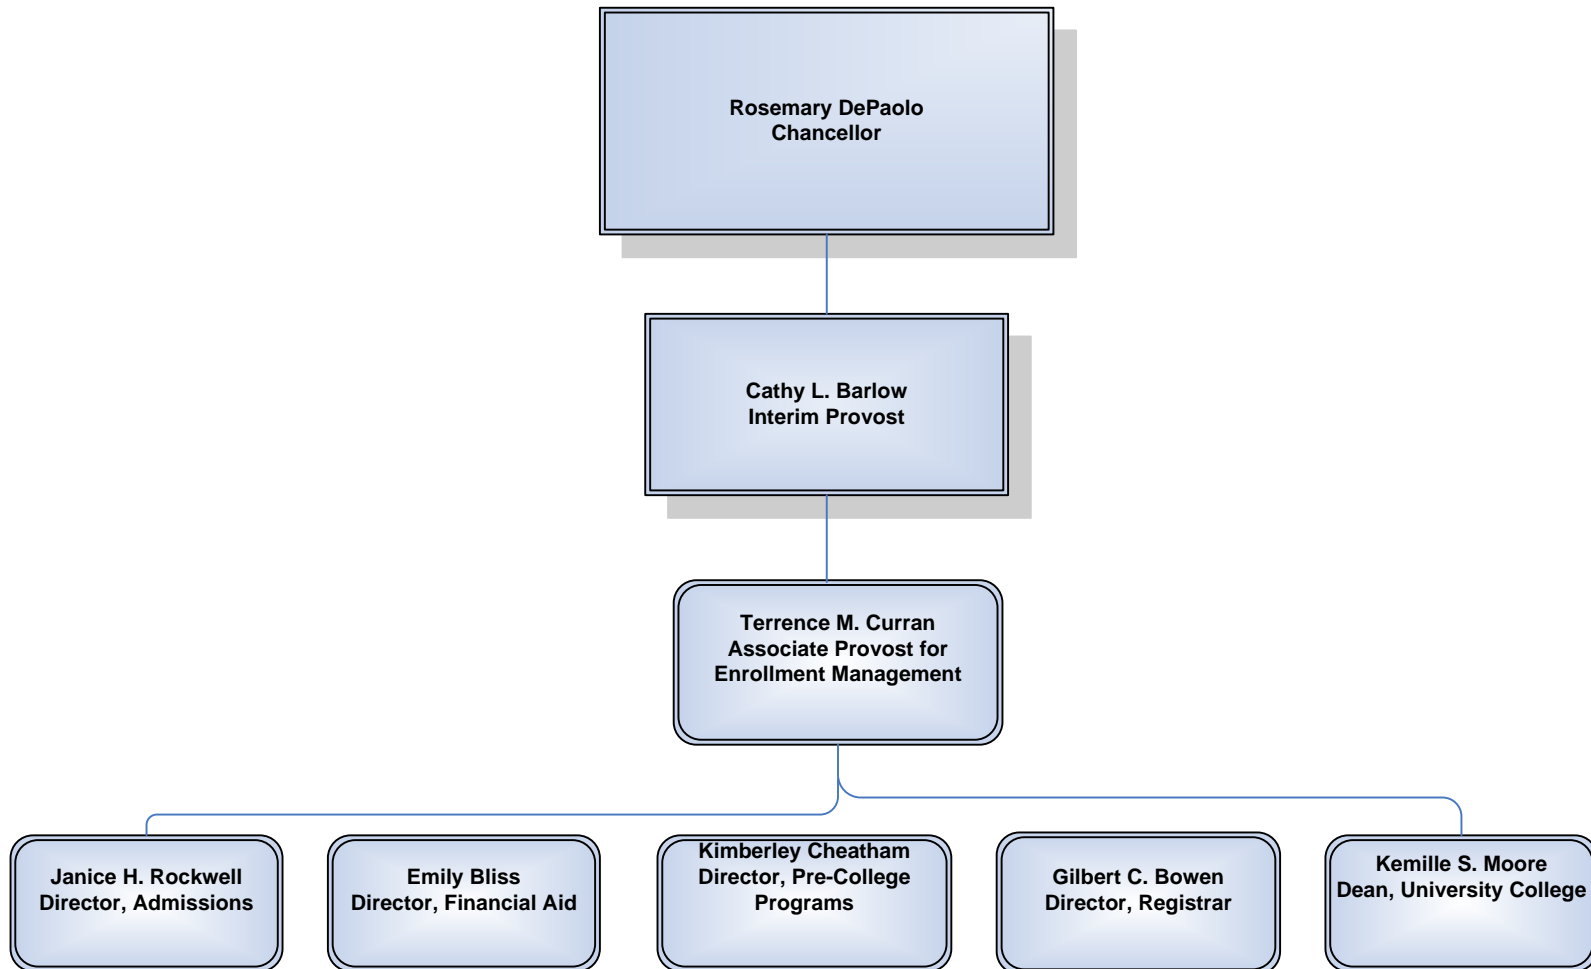 Rosemary DePaolo
Chancellor
Cathy L. Barlow
Interim Provost
Terrence M. Curran
Associate Provost for
Enrollment Management
Janice H. Rockwell
Director, Admissions
Emily Bliss
Director, Financial Aid
Kimberley Cheatham
Director, Pre-College
Programs
Gilbert C. Bowen
Director, Registrar
Kemille S. Moore
Dean, University College